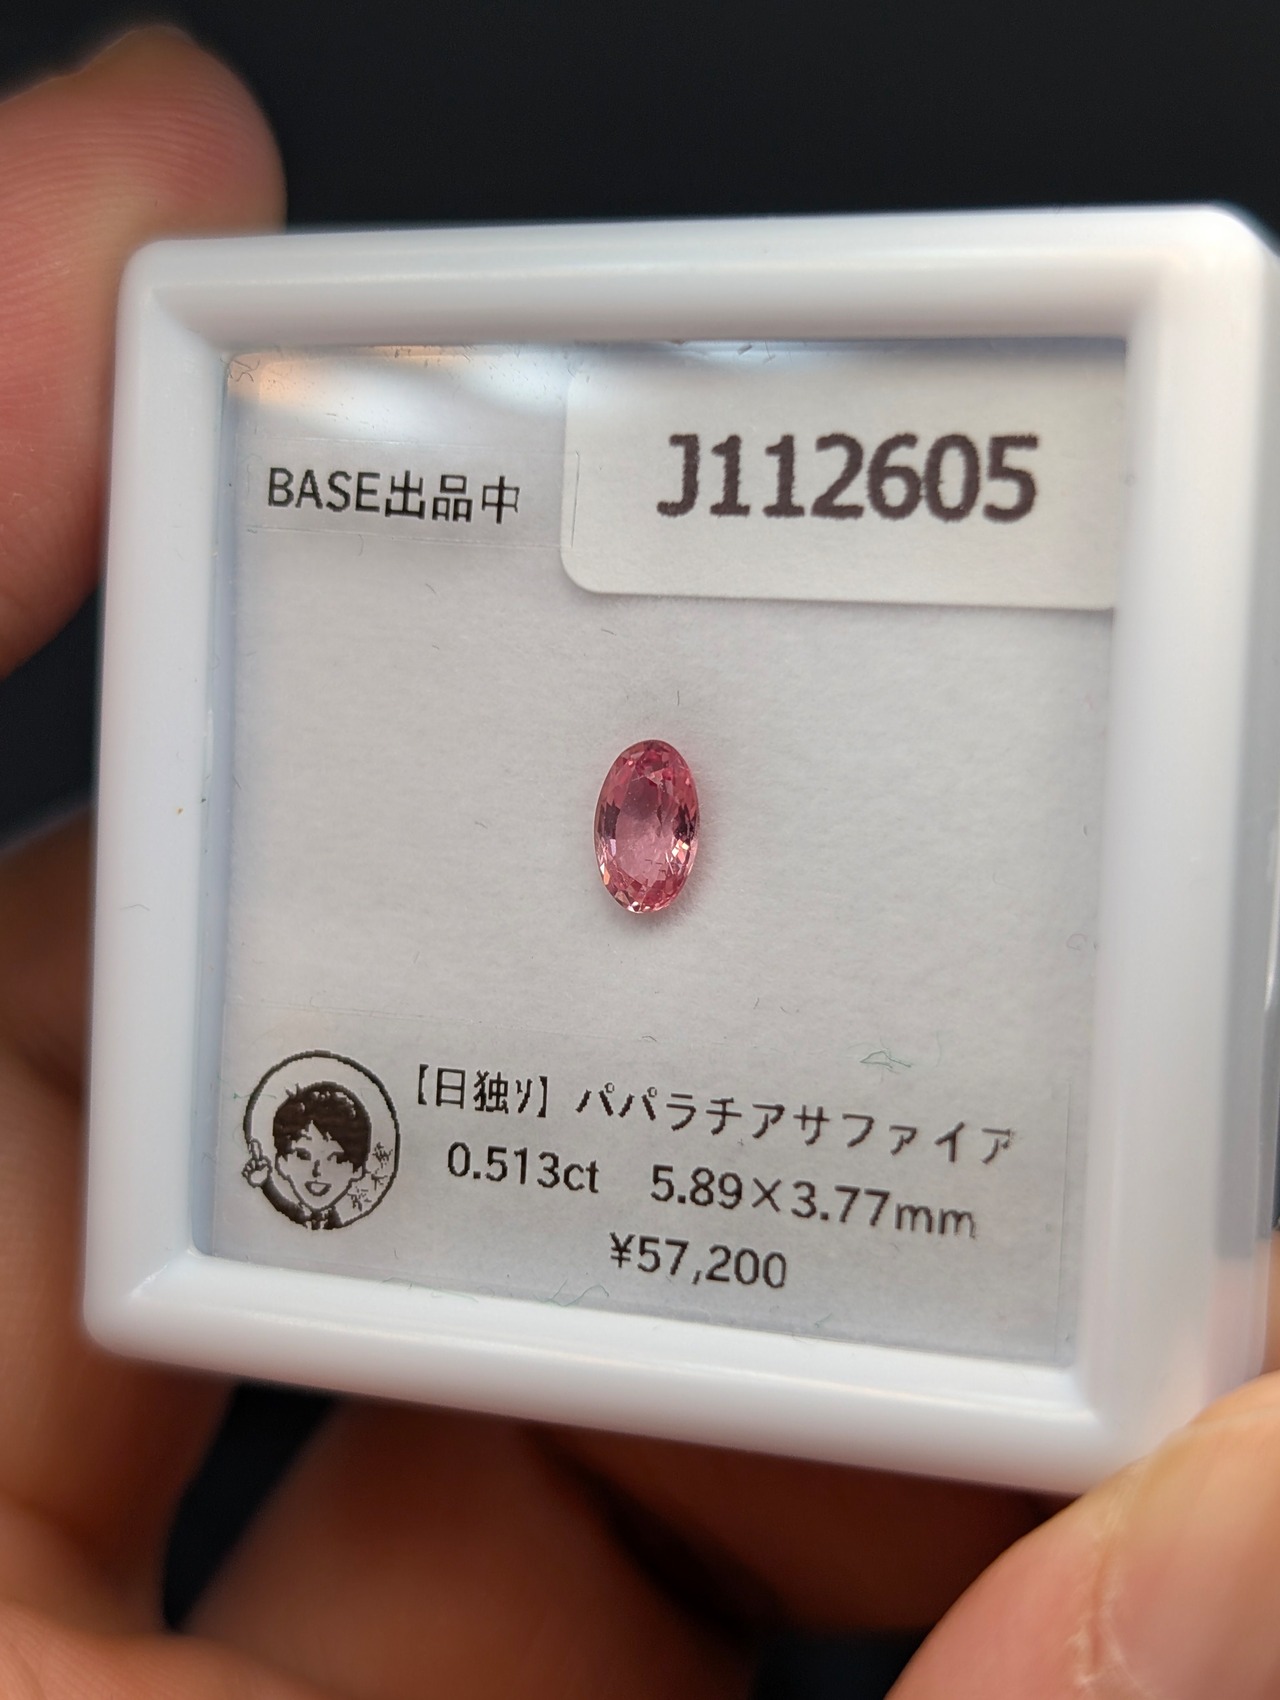 BASE出品中
J112605
【日独り】パパラチアサファイア
0.513ct 5.89×3.77mm
¥57,200